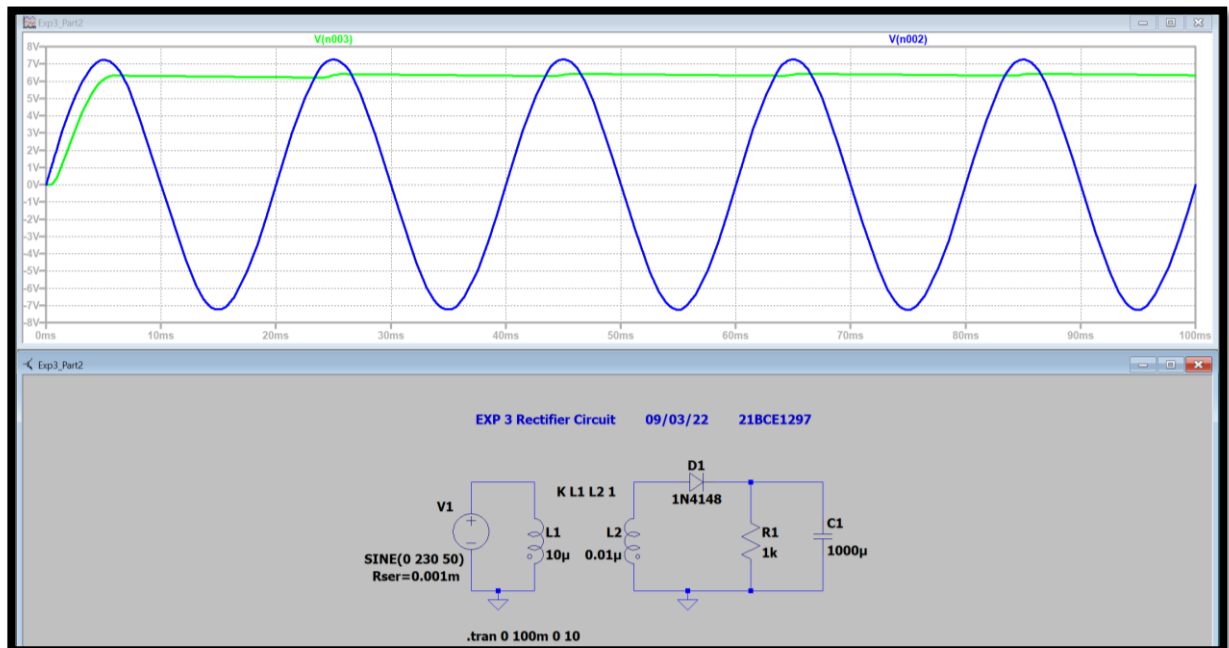 Exp3_Part2
V(n003) V(n002)
8V
7V
6V
5V
4V
3V
2V
1V
0V
-1V
-2V
-3V
-4V
-5V
-6V
-7V
-8V
0ms 10ms 20ms 30ms 40ms 50ms 60ms 70ms 80ms 90ms 100ms
Exp3_Part2
EXP 3 Rectifier Circuit 09/03/22 21BCE1297
D1
K L1 L2 1
1N4148
V1
L1 L2 R1 C1
10µ 0.01µ 1k 1000µ
SINE(0 230 50)
Rser=0.001m
.tran 0 100m 0 10